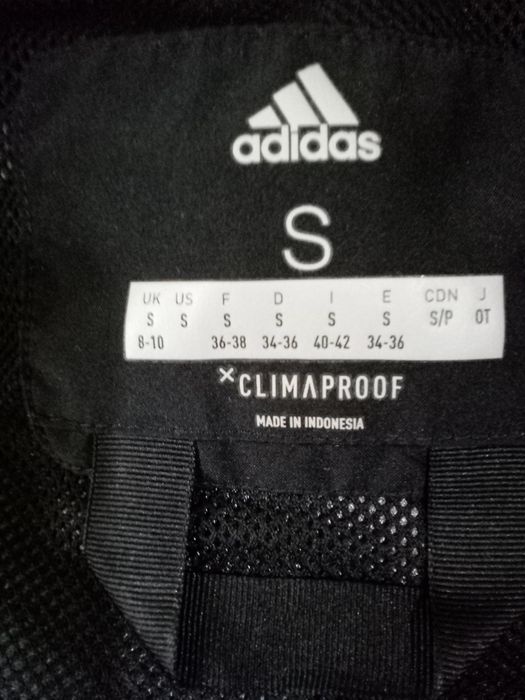 adidas
S
UK US F D I E CDN J
S S S S S S S/P OT
8-10 36-38 34-36 40-42 34-36
×CLIMAPROOF
MADE IN INDONESIA